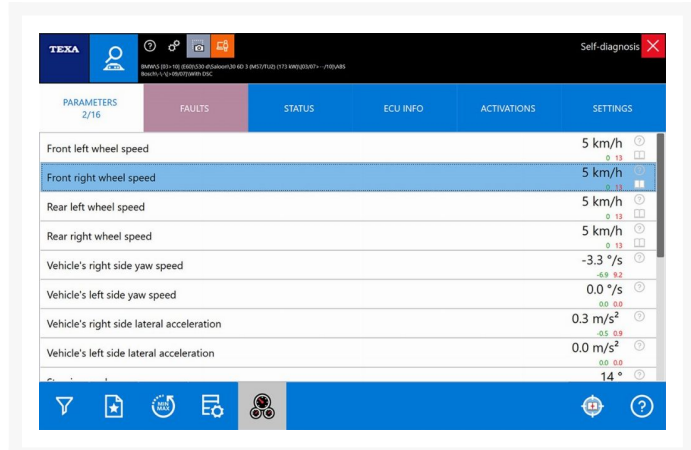 TEXA
Self-diagnosis
BMW\5 [03>10] (E60)\530 d\Saloon\30 6D 3 (M57/TU2) (173 kW)\[03/07> - /10]\ABS
Bosch\-\-\[>09/07]\With DSC
PARAMETERS
2/16
FAULTS
STATUS
ECU INFO
ACTIVATIONS
SETTINGS
Front left wheel speed
5 km/h
0 13
Front right wheel speed
5 km/h
0 13
Rear left wheel speed
5 km/h
0 13
Rear right wheel speed
5 km/h
0 13
Vehicle's right side yaw speed
-3.3 °/s
-6.9 9.2
Vehicle's left side yaw speed
0.0 °/s
0.0 0.0
Vehicle's right side lateral acceleration
0.3 m/s²
-0.5 0.9
Vehicle's left side lateral acceleration
0.0 m/s²
0.0 0.0
14 °
MIN
MAX